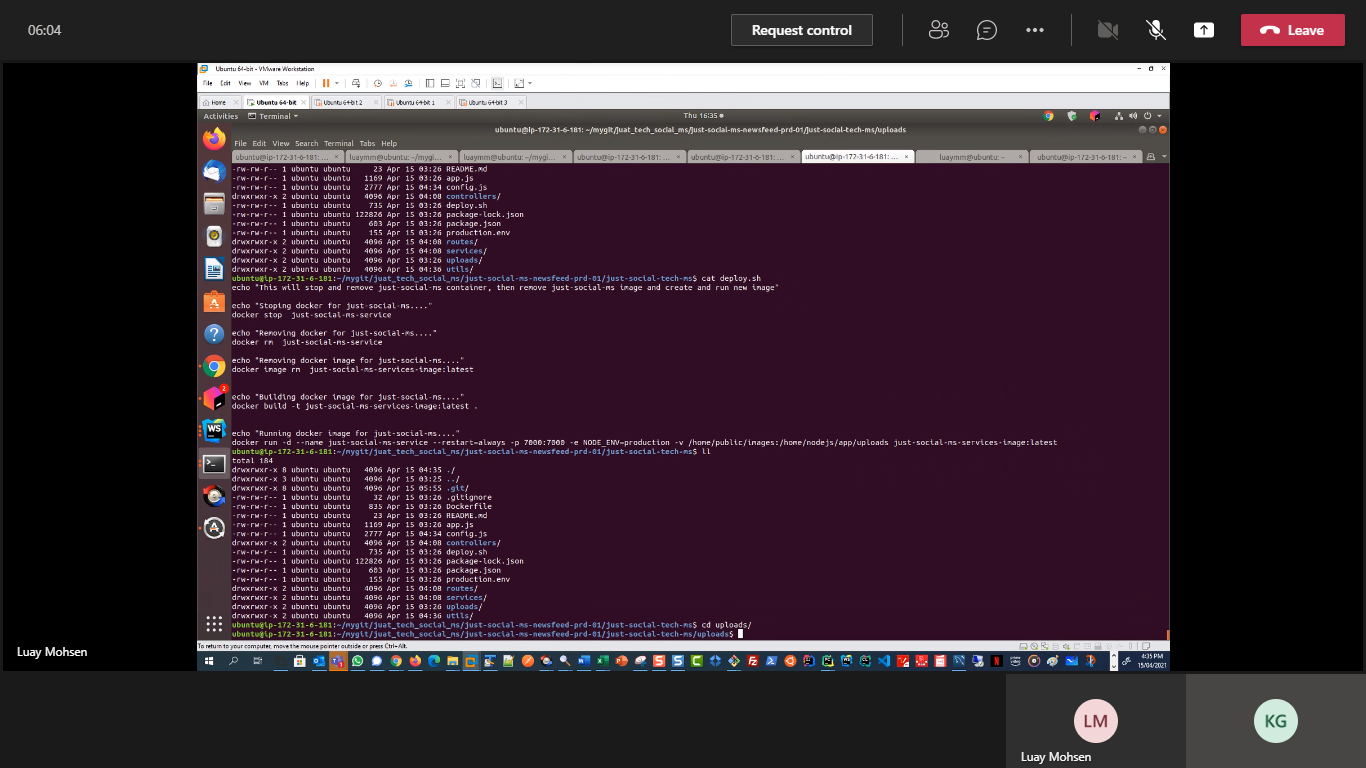 06:04
Request control
Leave
Ubuntu 64-bit - VMware Workstation
File Edit View VM Tabs Help
Home Ubuntu 64-bit Ubuntu 64-bit 2 Ubuntu 64-bit 1 Ubuntu 64-bit 3
Activities Terminal Thu 16:35
ubuntu@ip-172-31-6-181: ~/mygit/juat_tech_social_ms/just-social-ms-newsfeed-prd-01/just-social-tech-ms/uploads
File Edit View Search Terminal Tabs Help
ubuntu@ip-172-31-6-181: ... luaymm@ubuntu: ~/mygi... luaymm@ubuntu: ~/mygi... ubuntu@ip-172-31-6-181: ... ubuntu@ip-172-31-6-181: ... ubuntu@ip-172-31-6-181: ... luaymm@ubuntu: ~ ubuntu@ip-172-31-6-181: ~
-rw-rw-r-- 1 ubuntu ubuntu 23 Apr 15 03:26 README.md
-rw-rw-r-- 1 ubuntu ubuntu 1169 Apr 15 03:26 app.js
-rw-rw-r-- 1 ubuntu ubuntu 2777 Apr 15 04:34 config.js
drwxrwxr-x 2 ubuntu ubuntu 4096 Apr 15 04:08 controllers/
-rw-rw-r-- 1 ubuntu ubuntu 735 Apr 15 03:26 deploy.sh
-rw-rw-r-- 1 ubuntu ubuntu 122826 Apr 15 03:26 package-lock.json
-rw-rw-r-- 1 ubuntu ubuntu 603 Apr 15 03:26 package.json
-rw-rw-r-- 1 ubuntu ubuntu 155 Apr 15 03:26 production.env
drwxrwxr-x 2 ubuntu ubuntu 4096 Apr 15 04:08 routes/
drwxrwxr-x 2 ubuntu ubuntu 4096 Apr 15 04:08 services/
drwxrwxr-x 2 ubuntu ubuntu 4096 Apr 15 03:26 uploads/
drwxrwxr-x 2 ubuntu ubuntu 4096 Apr 15 04:36 utils/
ubuntu@ip-172-31-6-181:~/mygit/juat_tech_social_ms/just-social-ms-newsfeed-prd-01/just-social-tech-ms$ cat deploy.sh
echo "This will stop and remove just-social-ms container, then remove just-social-ms image and create and run new image"
echo "Stoping docker for just-social-ms...."
docker stop just-social-ms-service
echo "Removing docker for just-social-ms...."
docker rm just-social-ms-service
echo "Removing docker image for just-social-ms...."
docker image rm just-social-ms-services-image:latest
echo "Building docker image for just-social-ms...."
docker build -t just-social-ms-services-image:latest .
echo "Running docker image for just-social-ms...."
docker run -d --name just-social-ms-service --restart=always -p 7000:7000 -e NODE_ENV=production -v /home/public/images:/home/nodejs/app/uploads just-social-ms-services-image:latest
ubuntu@ip-172-31-6-181:~/mygit/juat_tech_social_ms/just-social-ms-newsfeed-prd-01/just-social-tech-ms$ ll
total 184
drwxrwxr-x 8 ubuntu ubuntu 4096 Apr 15 04:35 ./
drwxrwxr-x 3 ubuntu ubuntu 4096 Apr 15 03:25 ../
drwxrwxr-x 8 ubuntu ubuntu 4096 Apr 15 05:55 .git/
-rw-rw-r-- 1 ubuntu ubuntu 32 Apr 15 03:26 .gitignore
-rw-rw-r-- 1 ubuntu ubuntu 835 Apr 15 03:26 Dockerfile
-rw-rw-r-- 1 ubuntu ubuntu 23 Apr 15 03:26 README.md
-rw-rw-r-- 1 ubuntu ubuntu 1169 Apr 15 03:26 app.js
-rw-rw-r-- 1 ubuntu ubuntu 2777 Apr 15 04:34 config.js
drwxrwxr-x 2 ubuntu ubuntu 4096 Apr 15 04:08 controllers/
-rw-rw-r-- 1 ubuntu ubuntu 735 Apr 15 03:26 deploy.sh
-rw-rw-r-- 1 ubuntu ubuntu 122826 Apr 15 03:26 package-lock.json
-rw-rw-r-- 1 ubuntu ubuntu 603 Apr 15 03:26 package.json
-rw-rw-r-- 1 ubuntu ubuntu 155 Apr 15 03:26 production.env
drwxrwxr-x 2 ubuntu ubuntu 4096 Apr 15 04:08 routes/
drwxrwxr-x 2 ubuntu ubuntu 4096 Apr 15 04:08 services/
drwxrwxr-x 2 ubuntu ubuntu 4096 Apr 15 03:26 uploads/
drwxrwxr-x 2 ubuntu ubuntu 4096 Apr 15 04:36 utils/
ubuntu@ip-172-31-6-181:~/mygit/juat_tech_social_ms/just-social-ms-newsfeed-prd-01/just-social-tech-ms$ cd uploads/
ubuntu@ip-172-31-6-181:~/mygit/juat_tech_social_ms/just-social-ms-newsfeed-prd-01/just-social-tech-ms/uploads$
To return to your computer, move the mouse pointer outside or press Ctrl+Alt.
Luay Mohsen
4:35 PM
15/04/2021
LM
KG
Luay Mohsen